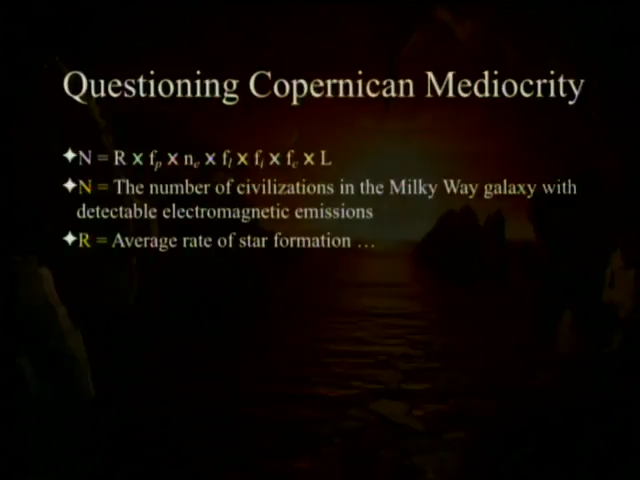 Questioning Copernican Mediocrity
✦N = R x fp x ne x fl x fi x fc x L
✦N = The number of civilizations in the Milky Way galaxy with
detectable electromagnetic emissions
✦R = Average rate of star formation …